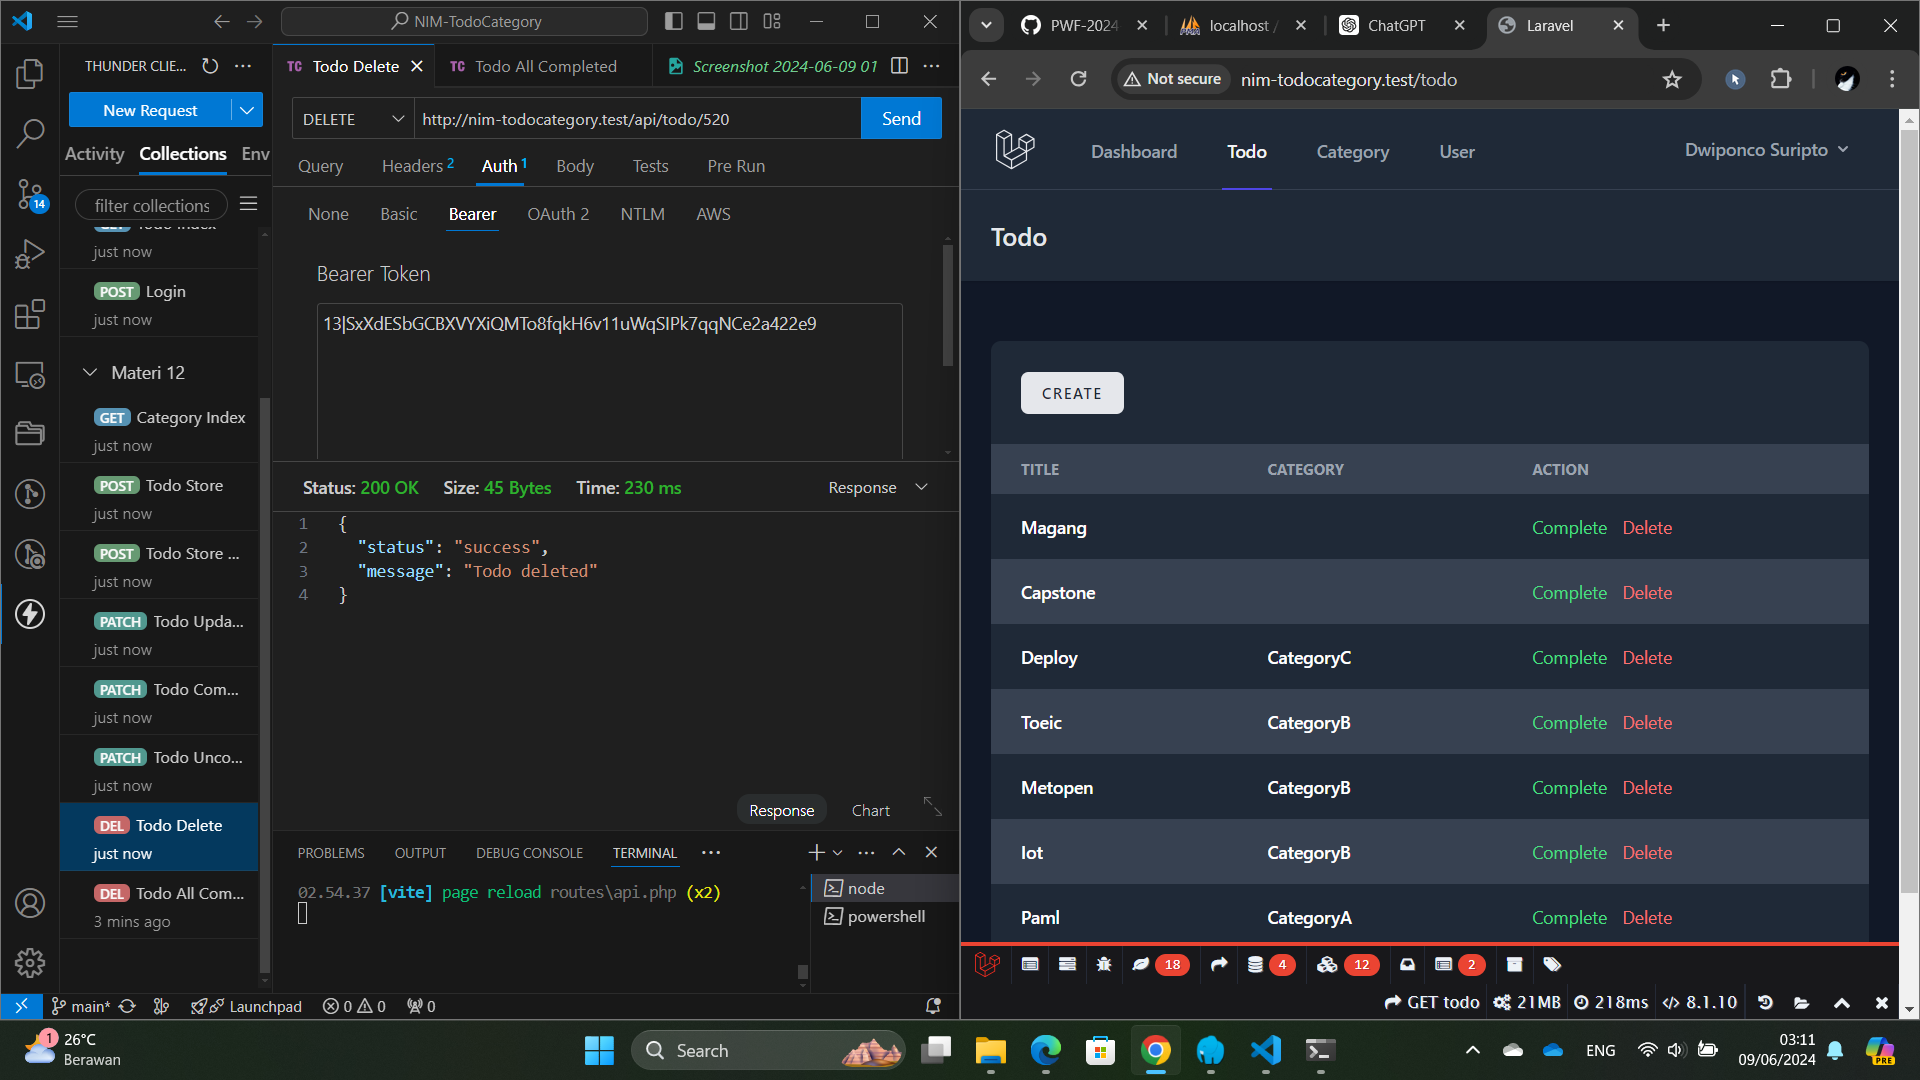 NIM-TodoCategory
THUNDER CLIE...
New Request
Activity Collections Env
filter collections
Todo Index
just now
POST Login
just now
Materi 12
GET Category Index
just now
POST Todo Store
just now
POST Todo Store ...
just now
PATCH Todo Upda...
just now
PATCH Todo Com...
just now
PATCH Todo Unco...
just now
DEL Todo Delete
just now
DEL Todo All Com...
3 mins ago
14
TC Todo Delete
TC Todo All Completed
Screenshot 2024-06-09 01
DELETE
http://nim-todocategory.test/api/todo/520
Send
Query Headers 2 Auth 1 Body Tests Pre Run
None Basic Bearer OAuth 2 NTLM AWS
Bearer Token
13|SxXdESbGCBXVYXiQMTo8fqkH6v11uWqSIPk7qqNCe2a422e9
Status: 200 OK Size: 45 Bytes Time: 230 ms
Response
1 {
2 "status": "success",
3 "message": "Todo deleted"
4 }
Response Chart
PROBLEMS OUTPUT DEBUG CONSOLE TERMINAL
02.54.37 [vite] page reload routes\api.php (x2)
node
powershell
main* Launchpad 0 0 0
PWF-2024
localhost /
ChatGPT
Laravel
Not secure nim-todocategory.test/todo
Dashboard Todo Category User
Dwiponco Suripto
Todo
CREATE
TITLE CATEGORY ACTION
Magang Complete Delete
Capstone Complete Delete
Deploy CategoryC Complete Delete
Toeic CategoryB Complete Delete
Metopen CategoryB Complete Delete
Iot CategoryB Complete Delete
Paml CategoryA Complete Delete
18 4 12 2
GET todo 21MB 218ms 8.1.10
1
26°C
Berawan
Search
ENG
03:11
09/06/2024
PRE